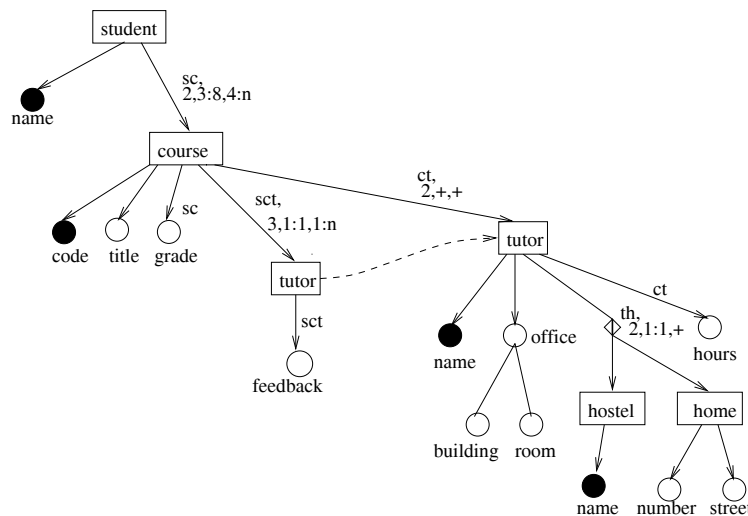 student
name
sc,
2,3:8,4:n
course
code
title
grade
sc
sct,
3,1:1,1:n
ct,
2,+,+
tutor
tutor
sct
feedback
name
office
building
room
th,
2,1:1,+
ct
hours
hostel
home
name
number
street